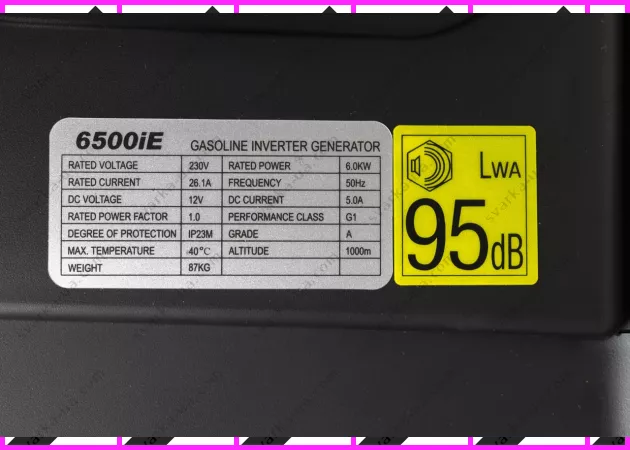 6500iE GASOLINE INVERTER GENERATOR
RATED VOLTAGE 230V RATED POWER 6.0KW
RATED CURRENT 26.1A FREQUENCY 50Hz
DC VOLTAGE 12V DC CURRENT 5.0A
RATED POWER FACTOR 1.0 PERFORMANCE CLASS G1
DEGREE OF PROTECTION IP23M GRADE A
MAX. TEMPERATURE 40°C ALTITUDE 1000m
WEIGHT 87KG
LWA
95dB